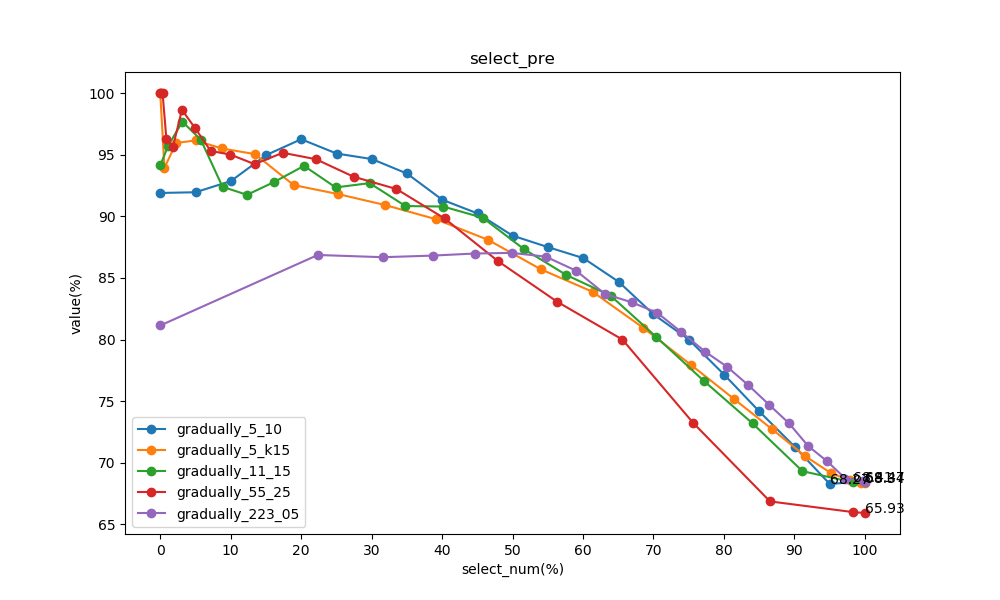 select_pre
value(%)
100
95
90
85
80
75
70
65
0
10
20
30
40
50
60
70
80
90
100
select_num(%)
gradually_5_10
gradually_5_k15
gradually_11_15
gradually_55_25
gradually_223_05
65.93